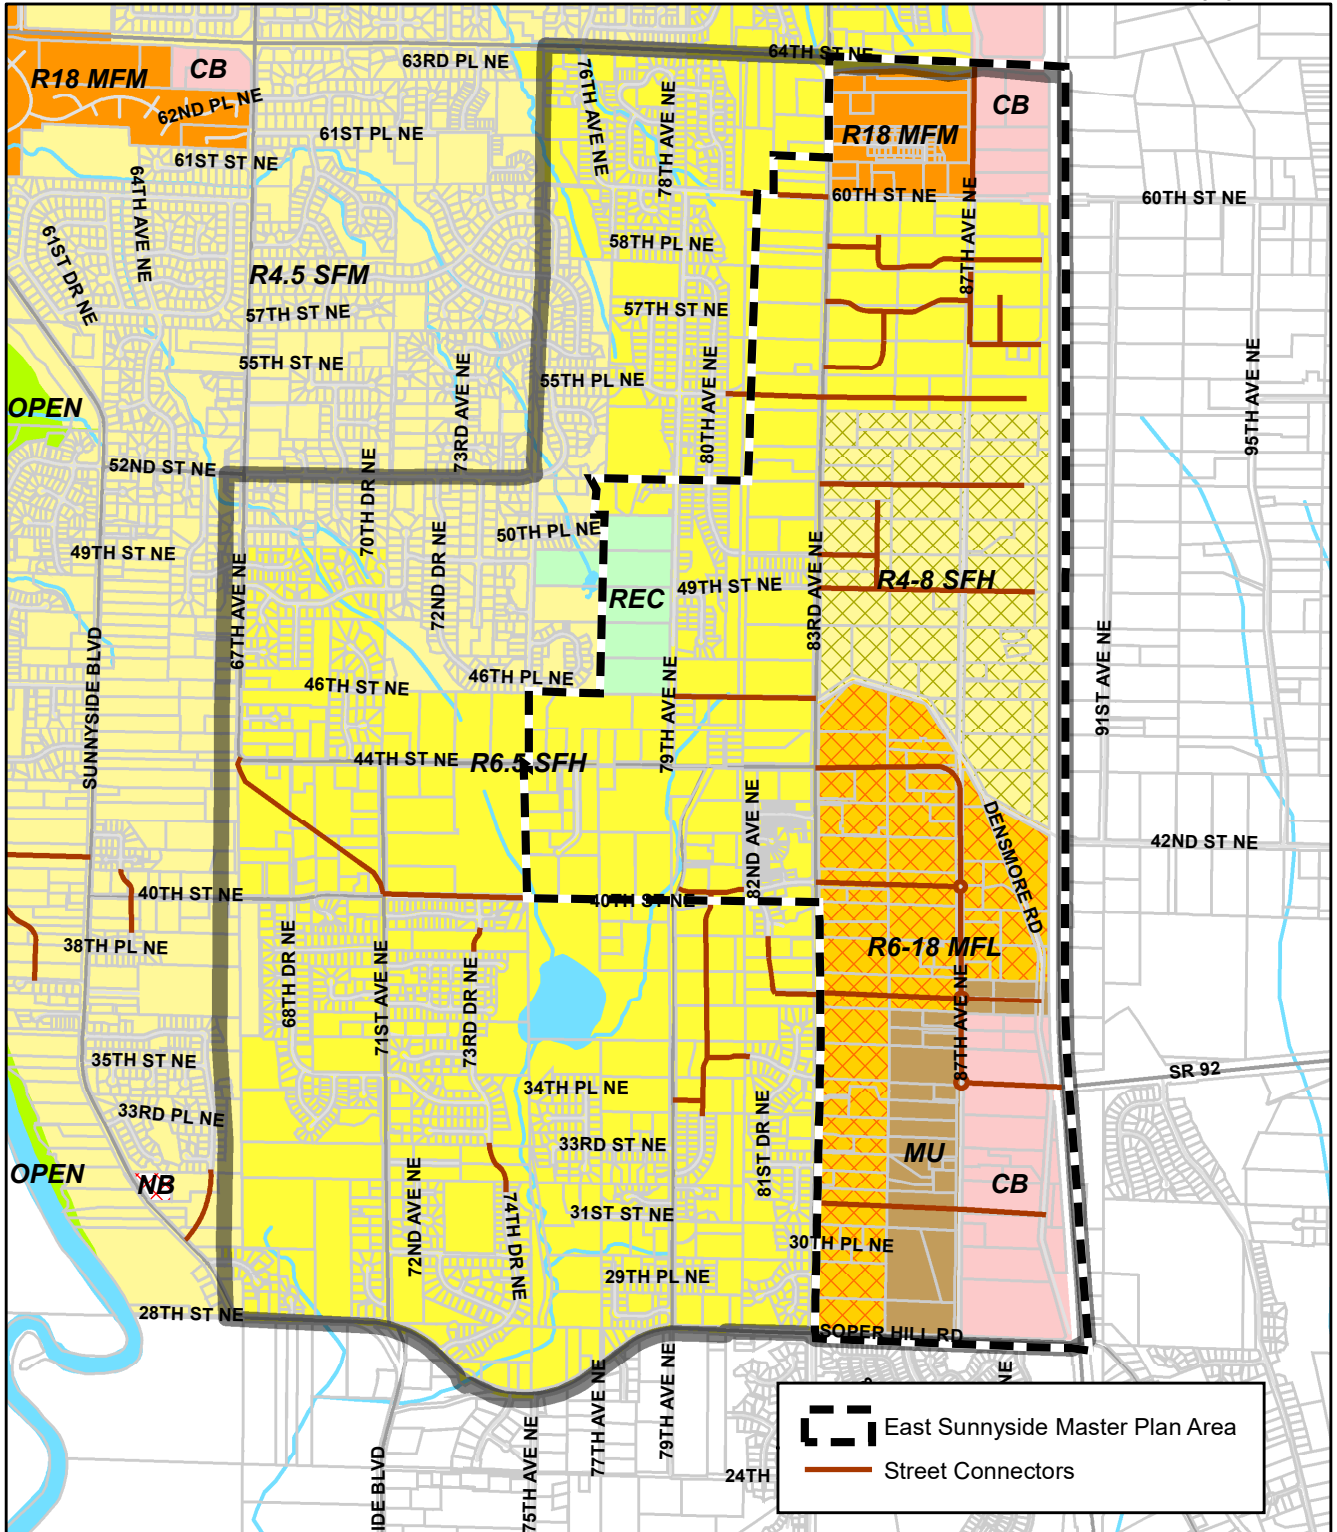 64TH ST NE
63RD PL NE
R18 MFM
CB
62ND PL NE
76TH AVE NE
78TH AVE NE
CB
R18 MFM
61ST PL NE
61ST ST NE
64TH AVE NE
60TH ST NE
87TH AVE NE
60TH ST NE
61ST DR NE
58TH PL NE
R4.5 SFM
57TH ST NE
57TH ST NE
55TH ST NE
73RD AVE NE
55TH PL NE
80TH AVE NE
95TH AVE NE
OPEN
52ND ST NE
70TH DR NE
50TH PL NE
49TH ST NE
67TH AVE NE
72ND DR NE
REC
49TH ST NE
83RD AVE NE
R4-8 SFH
SUNNYSIDE BLVD
46TH ST NE
46TH PL NE
79TH AVE NE
91ST AVE NE
44TH ST NE
R6.5 SFH
82ND AVE NE
DENSMORE RD
42ND ST NE
40TH ST NE
40TH ST NE
38TH PL NE
68TH DR NE
71ST AVE NE
73RD DR NE
R6-18 MFL
87TH AVE NE
35TH ST NE
34TH PL NE
SR 92
33RD PL NE
33RD ST NE
81ST DR NE
MU
OPEN
NB
CB
72ND AVE NE
74TH DR NE
31ST ST NE
30TH PL NE
29TH PL NE
28TH ST NE
SOPER HILL RD
77TH AVE NE
79TH AVE NE
NE
75TH AVE NE
IDE BLVD
24TH
East Sunnyside Master Plan Area
Street Connectors